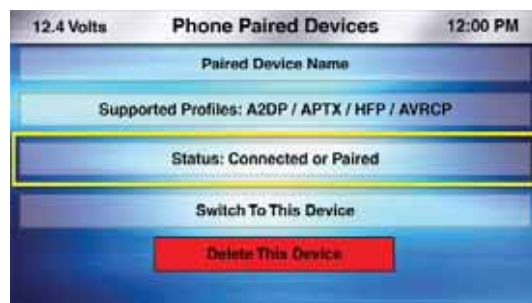 12.4 Volts Phone Paired Devices 12:00 PM
Paired Device Name
Supported Profiles: A2DP / APTX / HFP / AVRCP
Status: Connected or Paired
Switch To This Device
Delete This Device